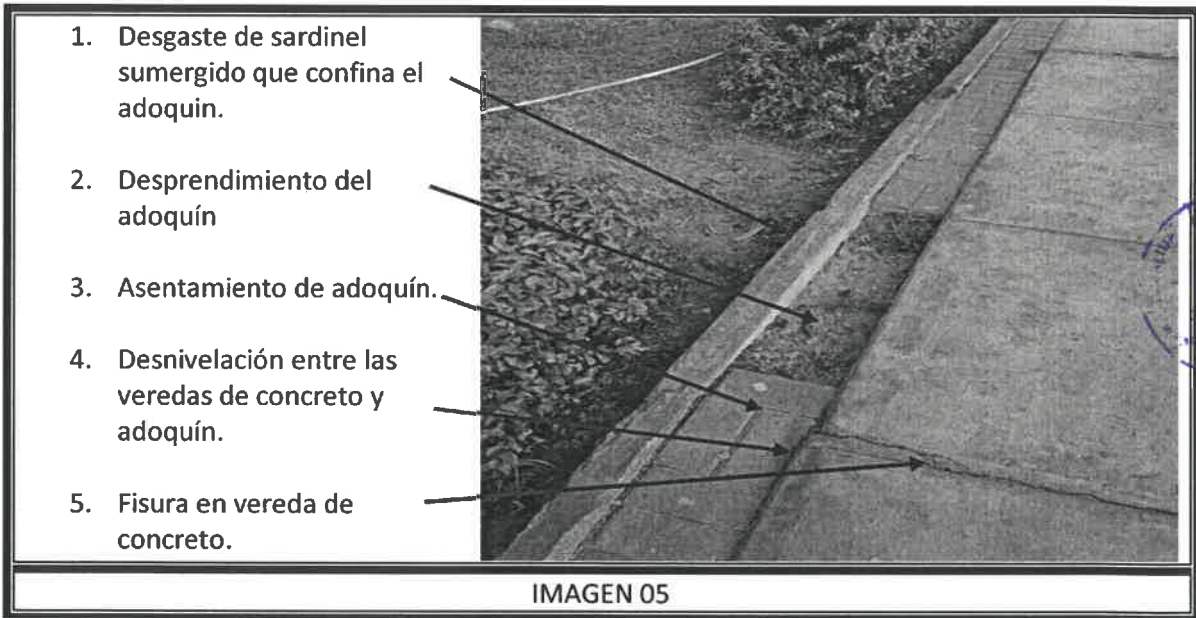 1. Desgaste de sardinel
sumergido que confina el
adoquin.
2. Desprendimiento del
adoquín
3. Asentamiento de adoquín.
4. Desnivelación entre las
veredas de concreto y
adoquín.
5. Fisura en vereda de
concreto.
IMAGEN 05